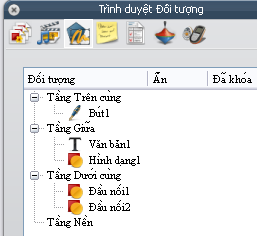 Trình duyệt Đối tượng
Đối tượng Ẩn Đã khóa
Tầng Trên cùng
Bút1
Tầng Giữa
Văn bản1
Hình dạng1
Tầng Dưới cùng
Đầu nối1
Đầu nối2
Tầng Nền